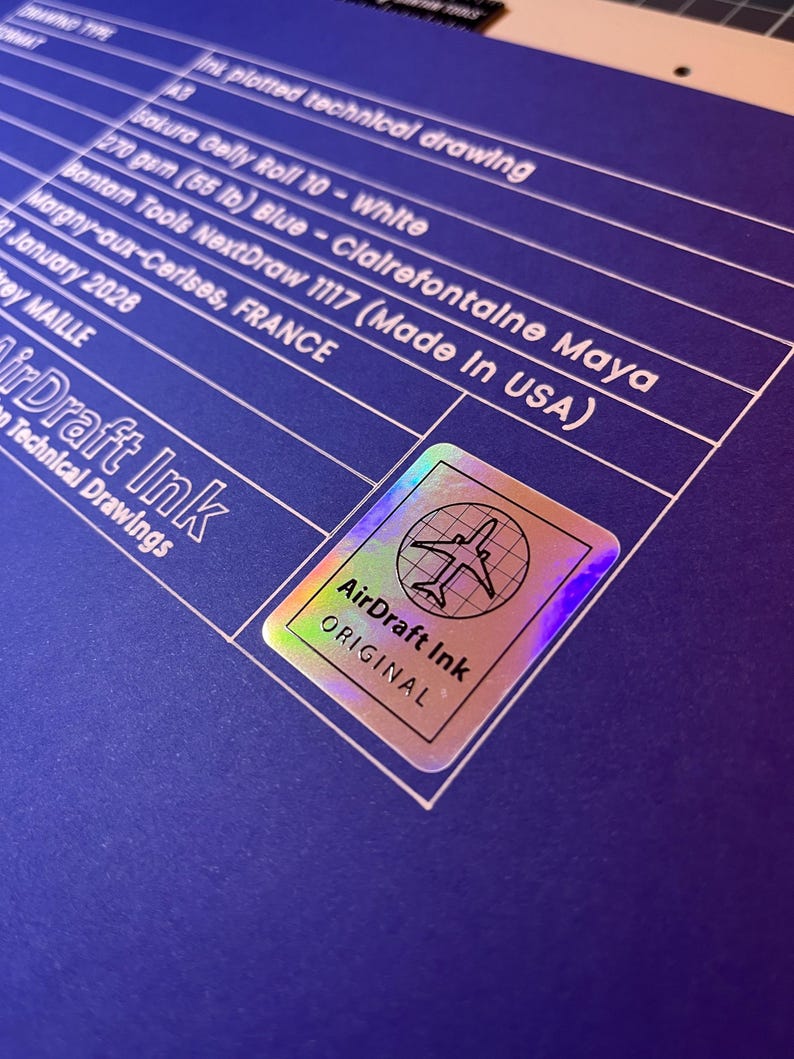 DRAWING TYPE
Ink plotted technical drawing
A3
Sakura Gelly Roll 10 - White
270 gsm (55 lb) Blue - Clairefontaine Maya
Bantam Tools NextDraw 1117 (Made in USA)
Margny-aux-Cerises, FRANCE
January 2026
MAILLE
AirDraft Ink
Technical Drawings
AirDraft Ink
ORIGINAL